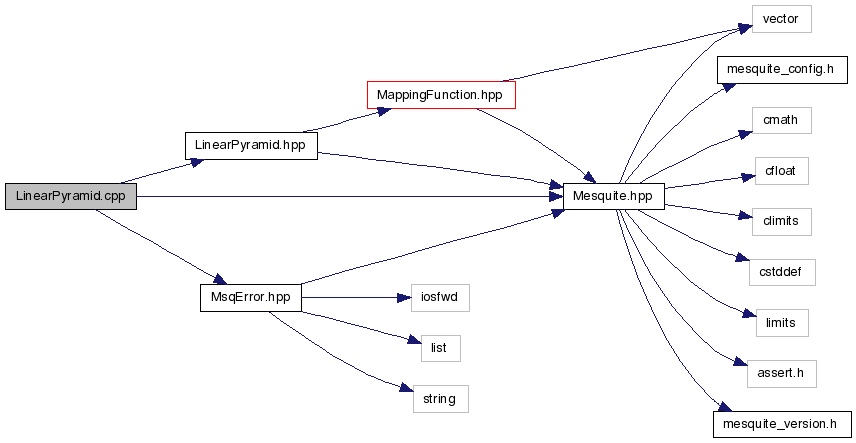 vector
mesquite_config.h
MappingFunction.hpp
cmath
LinearPyramid.hpp
cfloat
LinearPyramid.cpp
Mesquite.hpp
climits
cstddef
MsqError.hpp
iosfwd
limits
list
assert.h
string
mesquite_version.h